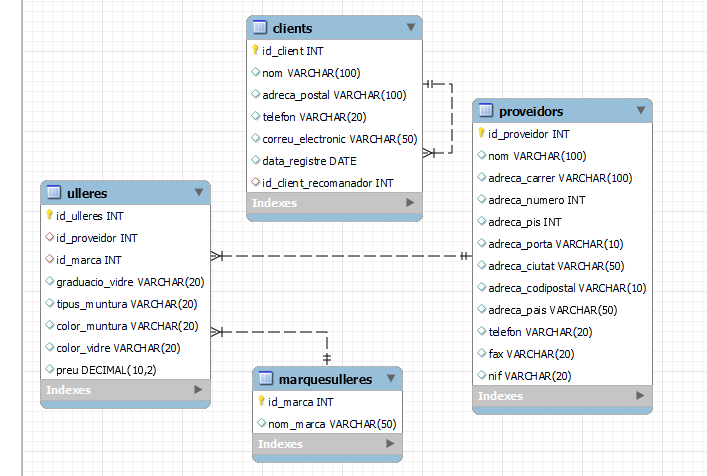 clients
id_client INT
nom VARCHAR(100)
adreca_postal VARCHAR(100)
telefon VARCHAR(20)
correu_electronic VARCHAR(50)
data_registre DATE
id_client_recomanador INT
Indexes
proveidors
id_proveidor INT
nom VARCHAR(100)
adreca_carrer VARCHAR(100)
adreca_numero INT
adreca_pis INT
adreca_porta VARCHAR(10)
adreca_ciutat VARCHAR(50)
adreca_codipostal VARCHAR(10)
adreca_pais VARCHAR(50)
telefon VARCHAR(20)
fax VARCHAR(20)
nif VARCHAR(20)
Indexes
ulleres
id_ulleres INT
id_proveidor INT
id_marca INT
graduacio_vidre VARCHAR(20)
tipus_muntura VARCHAR(20)
color_muntura VARCHAR(20)
color_vidre VARCHAR(20)
preu DECIMAL(10,2)
Indexes
marquesulleres
id_marca INT
nom_marca VARCHAR(50)
Indexes